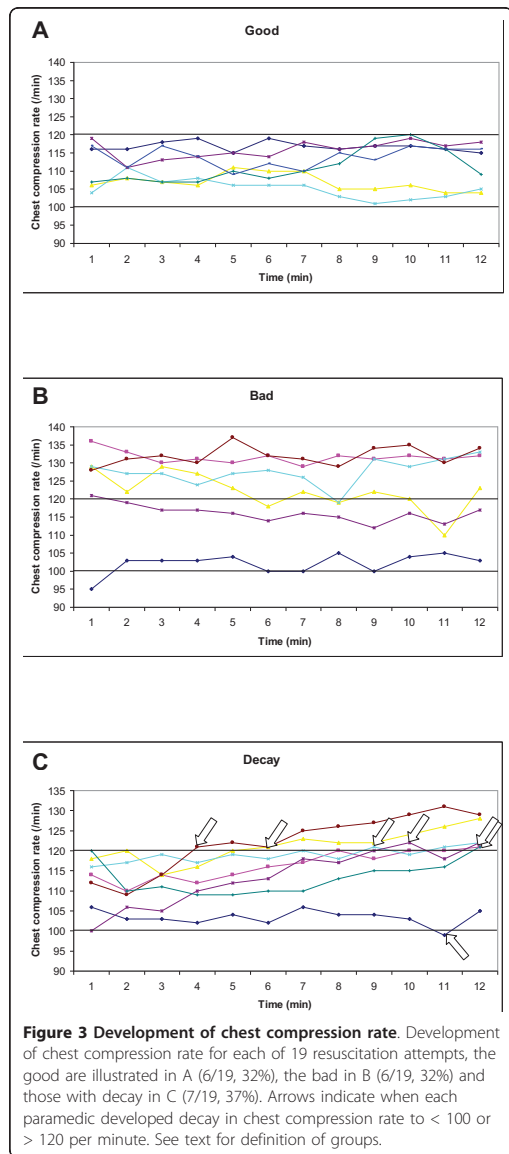 A
Good
Chest compression rate (/min)
140
135
130
125
120
115
110
105
100
95
90
1 2 3 4 5 6 7 8 9 10 11 12
Time (min)
B
Bad
Chest compression rate (/min)
140
135
130
125
120
115
110
105
100
95
90
1 2 3 4 5 6 7 8 9 10 11 12
Time (min)
C
Decay
Chest compression rate (/min)
135
130
125
120
115
110
105
100
95
90
1 2 3 4 5 6 7 8 9 10 11 12
Time (min)
Figure 3 Development of chest compression rate. Development
of chest compression rate for each of 19 resuscitation attempts, the
good are illustrated in A (6/19, 32%), the bad in B (6/19, 32%) and
those with decay in C (7/19, 37%). Arrows indicate when each
paramedic developed decay in chest compression rate to < 100 or
> 120 per minute. See text for definition of groups.